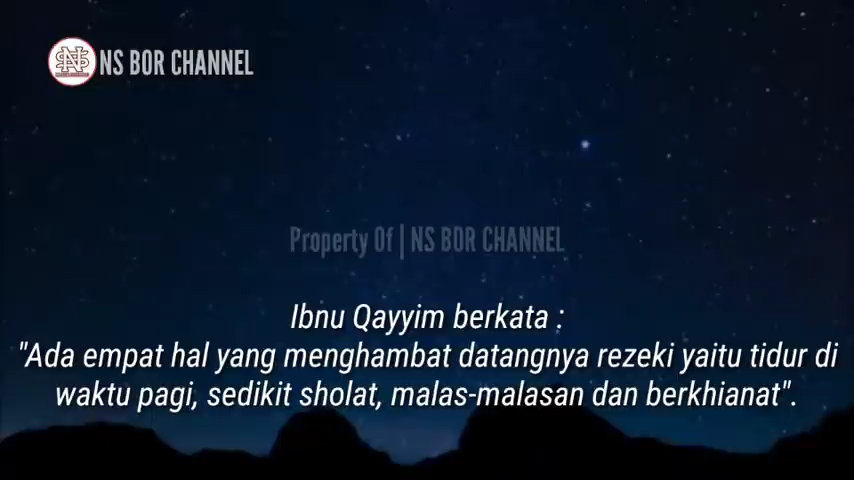 NS BOR CHANNEL
Property Of | NS BOR CHANNEL
Ibnu Qayyim berkata :
"Ada empat hal yang menghambat datangnya rezeki yaitu tidur di
waktu pagi, sedikit sholat, malas-malasan dan berkhianat".